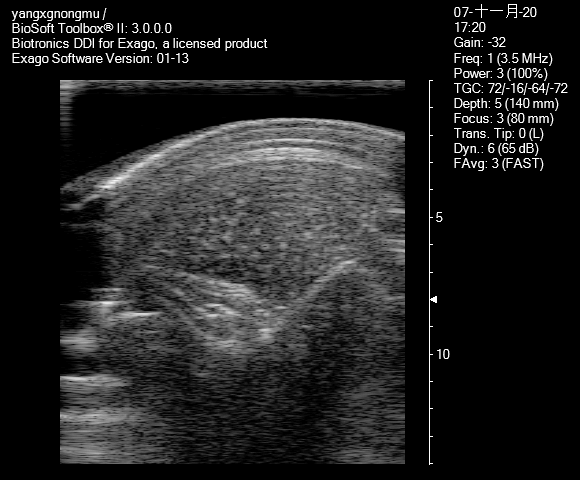 yangxgnongmu /
BioSoft Toolbox® II: 3.0.0.0
Biotronics DDI for Exago, a licensed product
Exago Software Version: 01-13
07-十一月-20
17:20
Gain: -32
Freq: 1 (3.5 MHz)
Power: 3 (100%)
TGC: 72/-16/-64/-72
Depth: 5 (140 mm)
Focus: 3 (80 mm)
Trans. Tip: 0 (L)
Dyn.: 6 (65 dB)
FAvg: 3 (FAST)
5
10